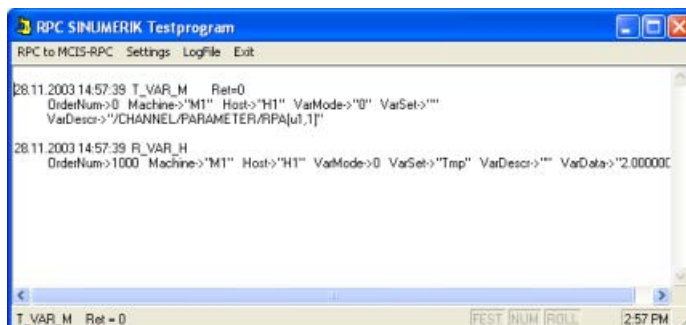 RPC SINUMERIK Testprogram
RPC to MCIS-RPC Settings LogFile Exit
28.11.2003 14:57:39 T_VAR_M Ret=0
OrderNum->0 Machine->"M1" Host->"H1" VarMode->"0" VarSet->""
VarDescr->"/CHANNEL/PARAMETER/RPA[u1,1]"
28.11.2003 14:57:39 R_VAR_H
OrderNum->1000 Machine->"M1" Host->"H1" VarMode->0 VarSet->"Tmp" VarDescr->"" VarData->"2.000000
T_VAR_M Ret = 0 FEST NUM ROLL 2:57 PM